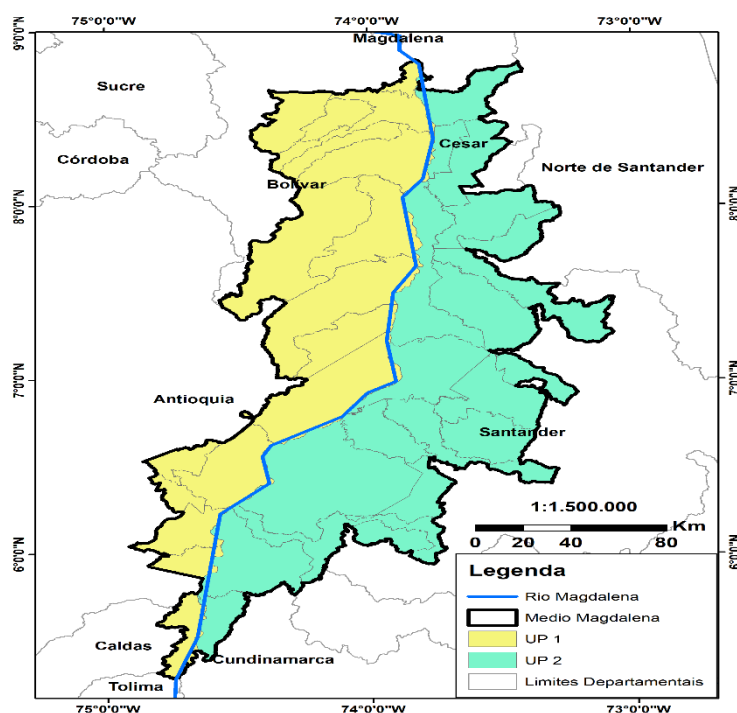 75°0'0"W 74°0'0"W 73°0'0"W
9°0'0"N
Magdalena
9°0'0"N
Sucre
Cesar
Córdoba
Norte de Santander
Bolívar
8°0'0"N
8°0'0"N
7°0'0"N
7°0'0"N
Antioquia
Santander
1:1.500.000
Km
0 20 40 80
6°0'0"N
6°0'0"N
Legenda
Rio Magdalena
Medio Magdalena
UP 1
UP 2
Limites Departamentais
Caldas
Cundinamarca
Tolima
75°0'0"W 74°0'0"W 73°0'0"W